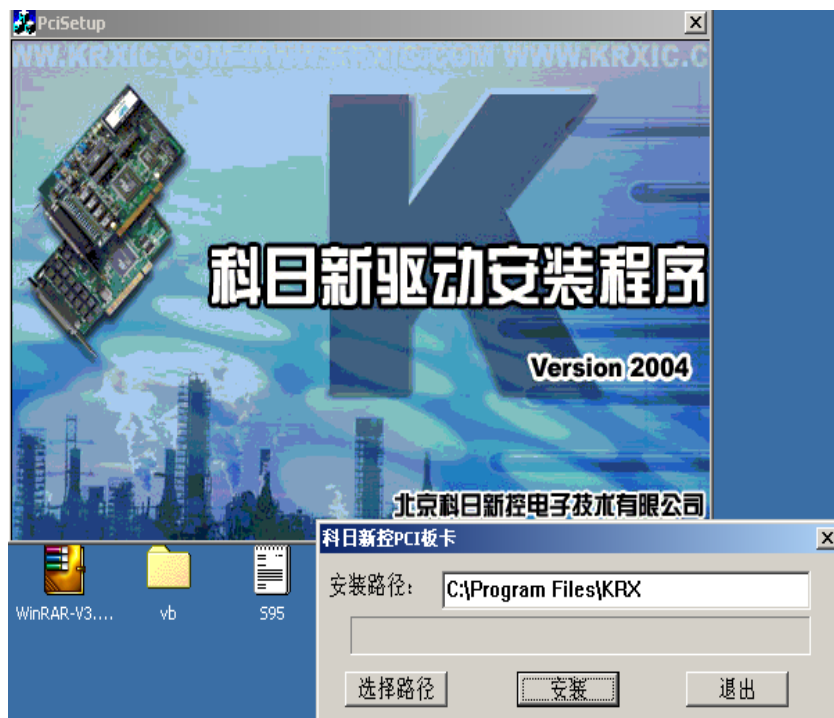 PciSetup
WW.KRXIC.COM WWW.KRXIC.COM WWW.KRXIC.C
科日新驱动安装程序
Version 2004
北京科日新控电子技术有限公司
科日新控PCI板卡
安装路径：
C:\Program Files\KRX
WinRAR-V3....
vb
S95
选择路径
安装
退出